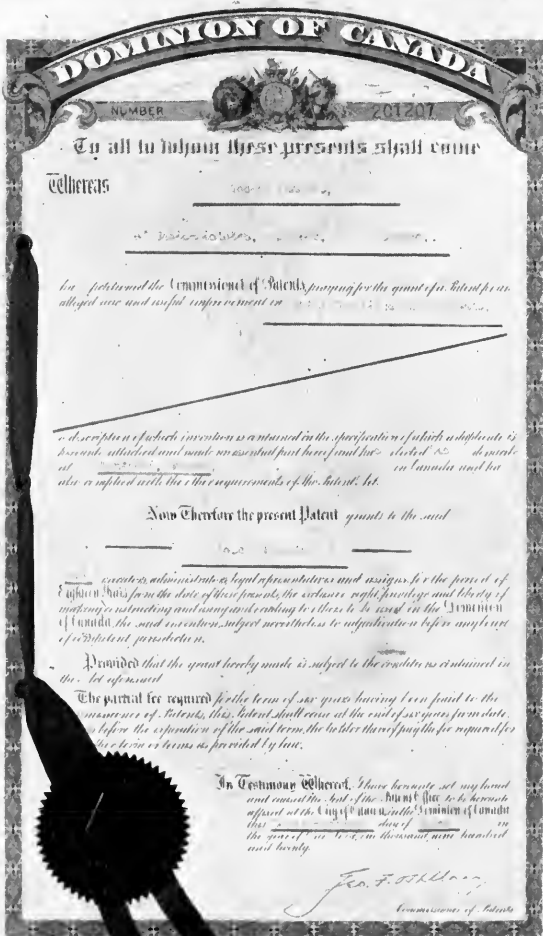 DOMINION OF CANADA
NUMBER 201207
To all to whom these presents shall come
Whereas
petitioned the Commissioner of Patents, praying for the grant of a Patent for an
alleged new and useful improvement in
a description of which invention is contained in the specification of which a duplicate is
hereunto attached and made an essential part hereof and has elected domicile
at in Canada and has
also complied with the other requirements of the Patent Act.
Now Therefore the present Patent grants to the said
executors, administrators, legal representatives and assigns for the period of
Eighteen Years from the date of these presents, the exclusive right, privilege and liberty of
making constructing and using and vending to others to be used in the Dominion
of Canada, the said invention, subject nevertheless to adjudication before any Court
of competent jurisdiction.
Provided that the grant hereby made is subject to the conditions contained in
the Act aforesaid
The partial fee required for the term of six years having been paid to the
of Patents, this Patent shall cease at the end of six years from date,
before the expiration of the said term, the holder thereof pay the fee required for
term or terms as provided by law.
In Testimony Whereof, I have hereunto set my hand
and caused the Seal of the Patent Office to be hereunto
affixed at the City of Ottawa, in the Dominion of Canada
this day of in
the year of Our Lord, one thousand, nine hundred
and twenty.
Geo. F.
Commissioner of Patents